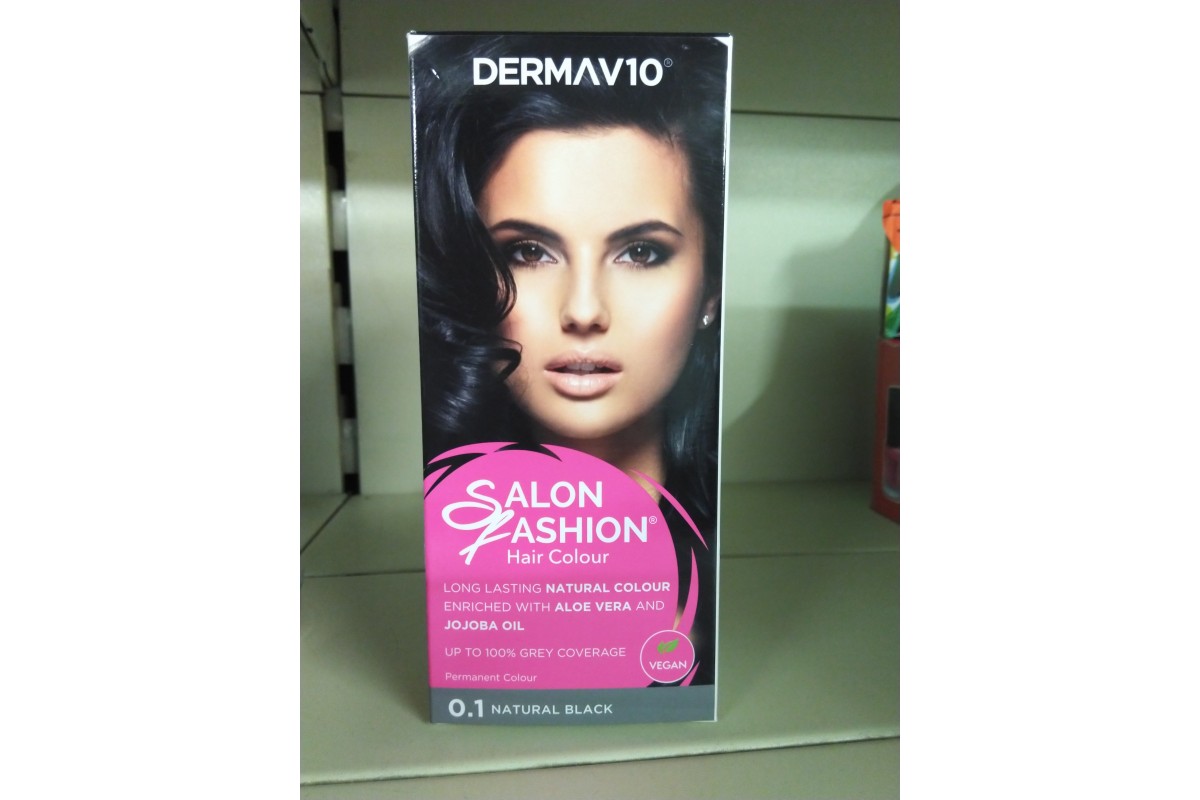 DERMAV10®
SALON
FASHION®
Hair Colour
LONG LASTING NATURAL COLOUR
ENRICHED WITH ALOE VERA AND
JOJOBA OIL
UP TO 100% GREY COVERAGE
VEGAN
Permanent Colour
0.1 NATURAL BLACK